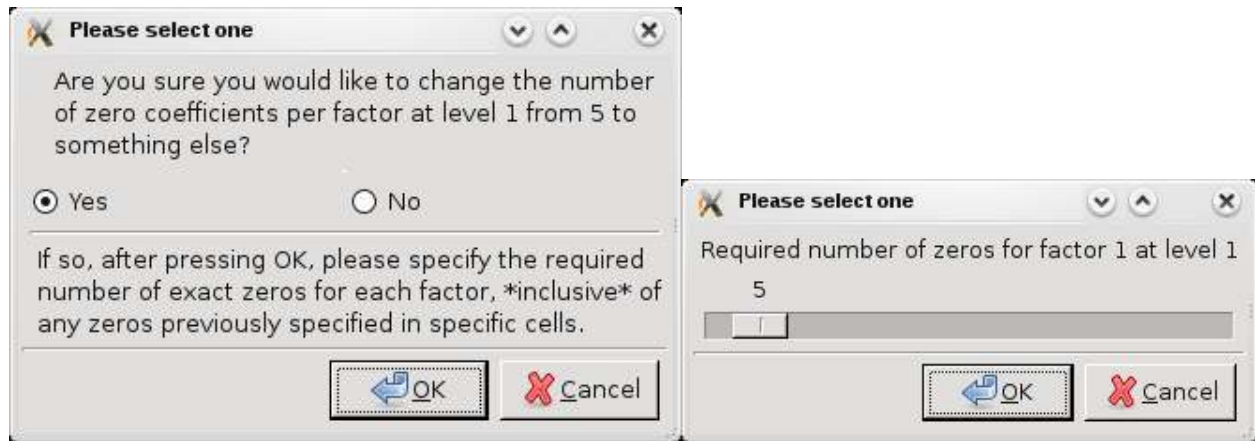 Please select one
Are you sure you would like to change the number
of zero coefficients per factor at level 1 from 5 to
something else?
Yes
No
If so, after pressing OK, please specify the required
number of exact zeros for each factor, *inclusive* of
any zeros previously specified in specific cells.
OK
Cancel
Please select one
Required number of zeros for factor 1 at level 1
5
OK
Cancel